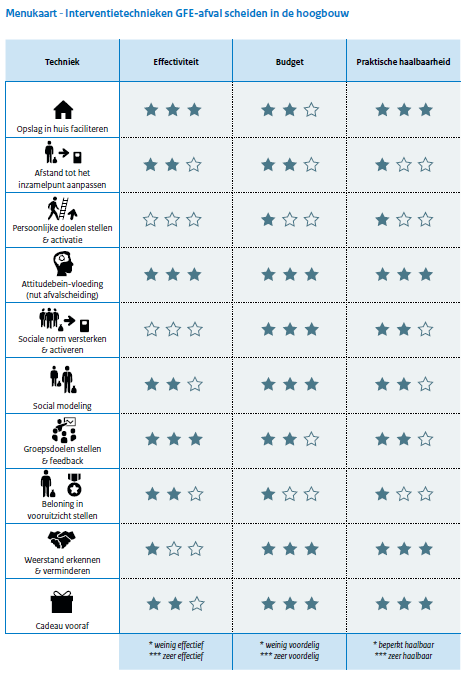 Menukaart - Interventietechnieken GFE-afval scheiden in de hoogbouw
Techniek
Effectiviteit
Budget
Praktische haalbaarheid
Opslag in huis faciliteren
Afstand tot het
inzamelpunt aanpassen
Persoonlijke doelen stellen
& activatie
Attitudebein-vloeding
(nut afvalscheiding)
Sociale norm versterken
& activeren
Social modeling
Groepsdoelen stellen
& feedback
Beloning in
vooruitzicht stellen
Weerstand erkennen
& verminderen
Cadeau vooraf
* weinig effectief
*** zeer effectief
* weinig voordelig
*** zeer voordelig
* beperkt haalbaar
*** zeer haalbaar